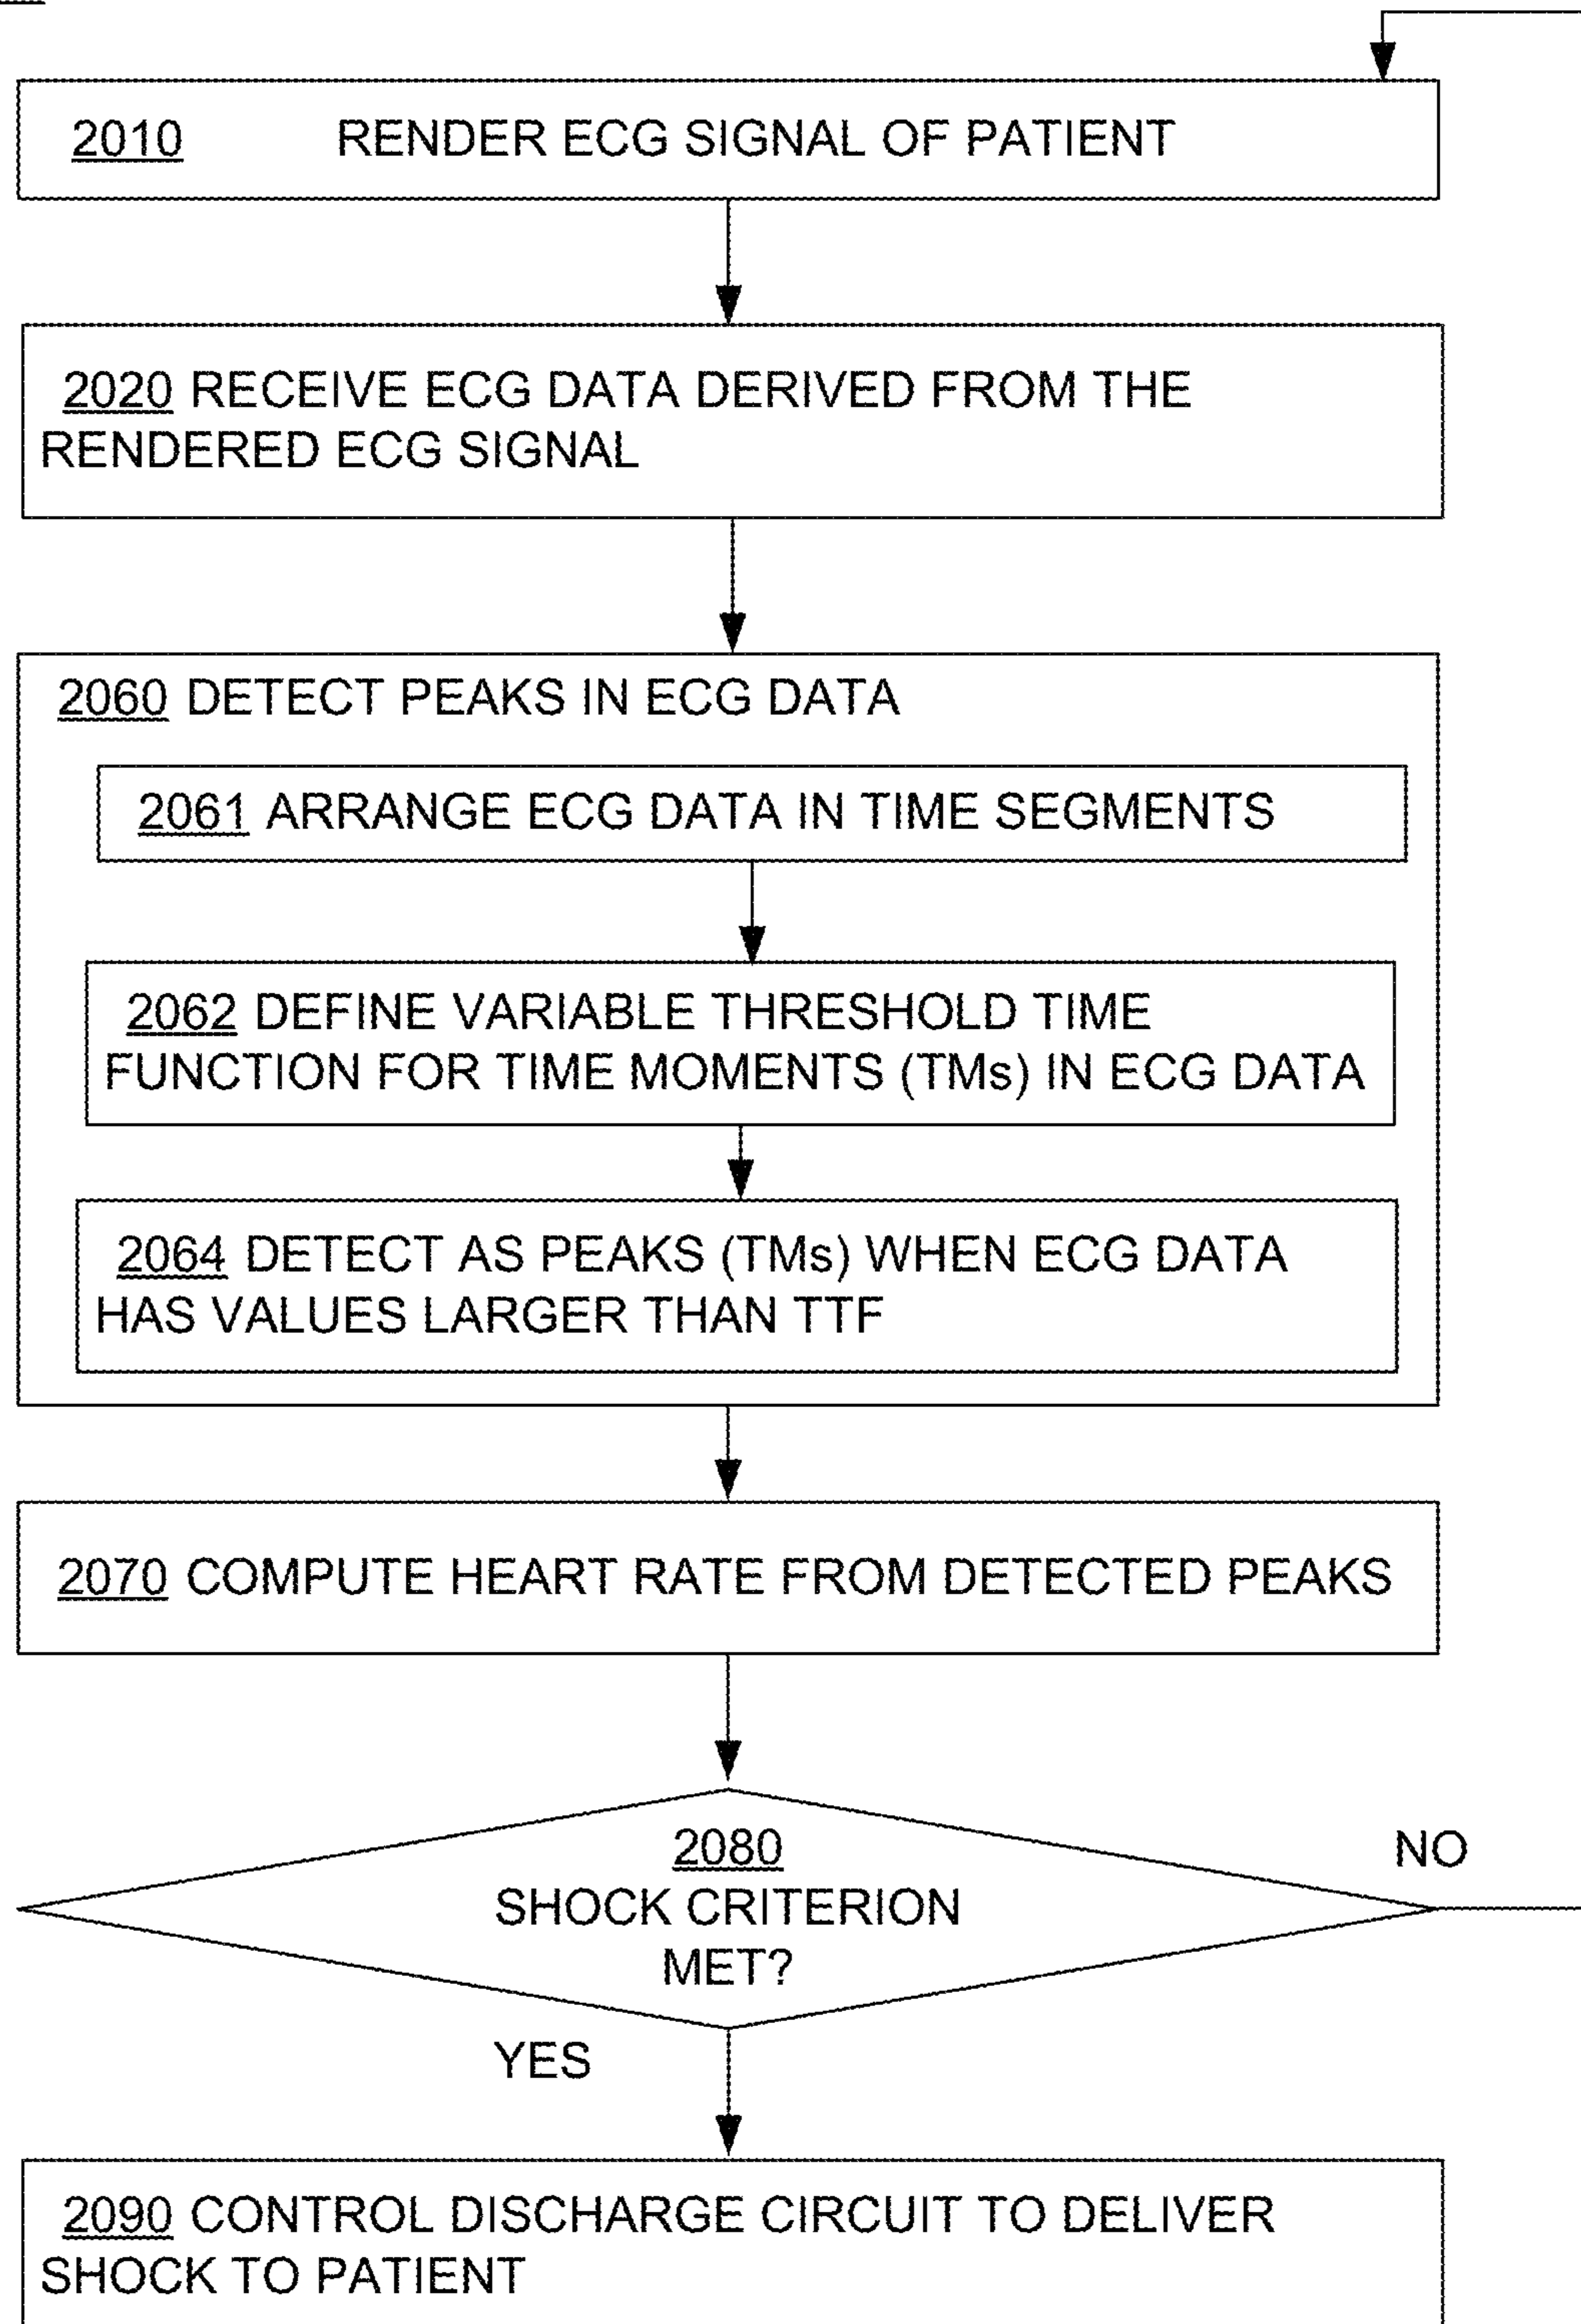 2010 RENDER ECG SIGNAL OF PATIENT
2020 RECEIVE ECG DATA DERIVED FROM THE
RENDERED ECG SIGNAL
2060 DETECT PEAKS IN ECG DATA
2061 ARRANGE ECG DATA IN TIME SEGMENTS
2062 DEFINE VARIABLE THRESHOLD TIME
FUNCTION FOR TIME MOMENTS (TMs) IN ECG DATA
2064 DETECT AS PEAKS (TMs) WHEN ECG DATA
HAS VALUES LARGER THAN TTF
2070 COMPUTE HEART RATE FROM DETECTED PEAKS
2080
SHOCK CRITERION
MET?
NO
YES
2090 CONTROL DISCHARGE CIRCUIT TO DELIVER
SHOCK TO PATIENT